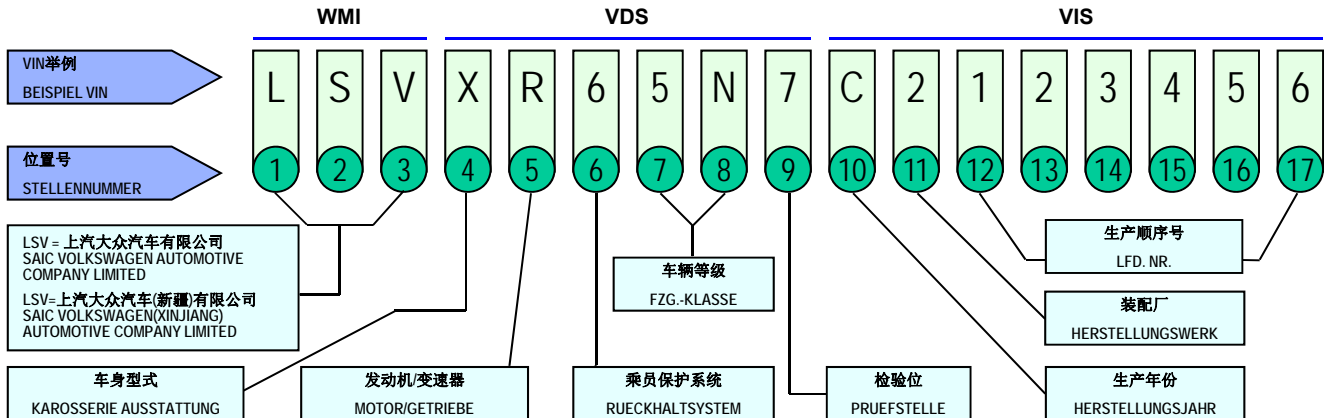 WMI VDS VIS
VIN举例
BEISPIEL VIN
L S V X R 6 5 N 7 C 2 1 2 3 4 5 6
位置号
STELLENNUMMER
1 2 3 4 5 6 7 8 9 10 11 12 13 14 15 16 17
LSV = 上汽大众汽车有限公司
SAIC VOLKSWAGEN AUTOMOTIVE
COMPANY LIMITED
LSV=上汽大众汽车(新疆)有限公司
SAIC VOLKSWAGEN(XINJIANG)
AUTOMOTIVE COMPANY LIMITED
车辆等级
FZG.-KLASSE
生产顺序号
LFD. NR.
装配厂
HERSTELLUNGSWERK
车身型式
KAROSSERIE AUSSTATTUNG
发动机/变速器
MOTOR/GETRIEBE
乘员保护系统
RUECKHALTSYSTEM
检验位
PRUEFSTELLE
生产年份
HERSTELLUNGSJAHR